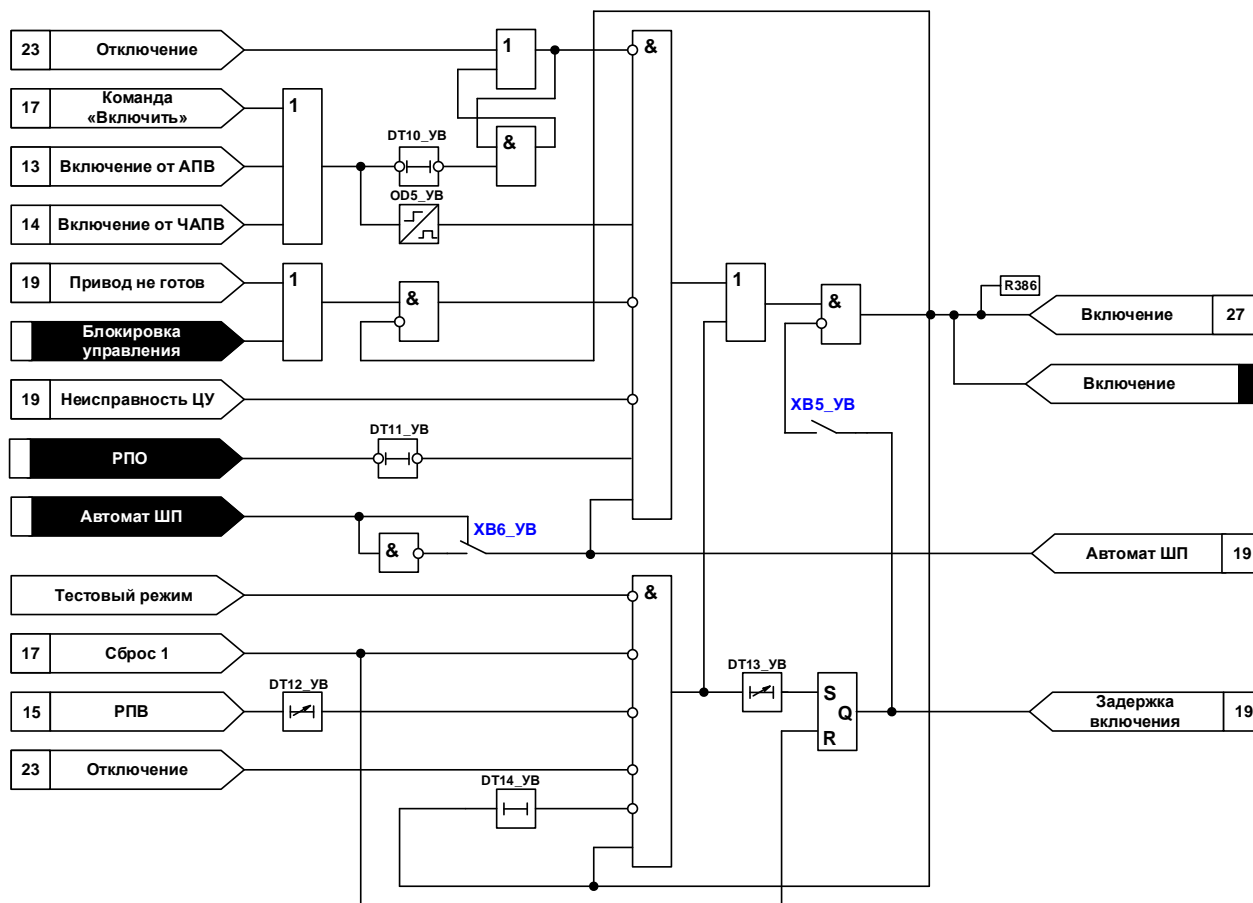 23 Отключение
1
&
17 Команда
«Включить»
1
DT10_УВ
&
13 Включение от АПВ
OD5_УВ
14 Включение от ЧАПВ
19 Привод не готов
1
&
1
&
R386
Включение 27
Блокировка
управления
Включение
19 Неисправность ЦУ
XB5_УВ
DT11_УВ
РПО
Автомат ШП
XB6_УВ
&
Автомат ШП 19
Тестовый режим
&
17 Сброс 1
DT12_УВ
DT13_УВ
15 РПВ
S
Q
R
Задержка
включения 19
23 Отключение
DT14_УВ